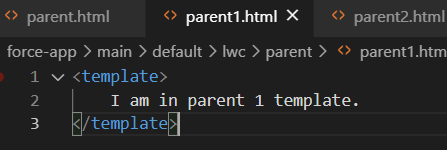 parent.html parent1.html parent2.html
force-app > main > default > lwc > parent > parent1.html
1 <template>
2 I am in parent 1 template.
3 </template>